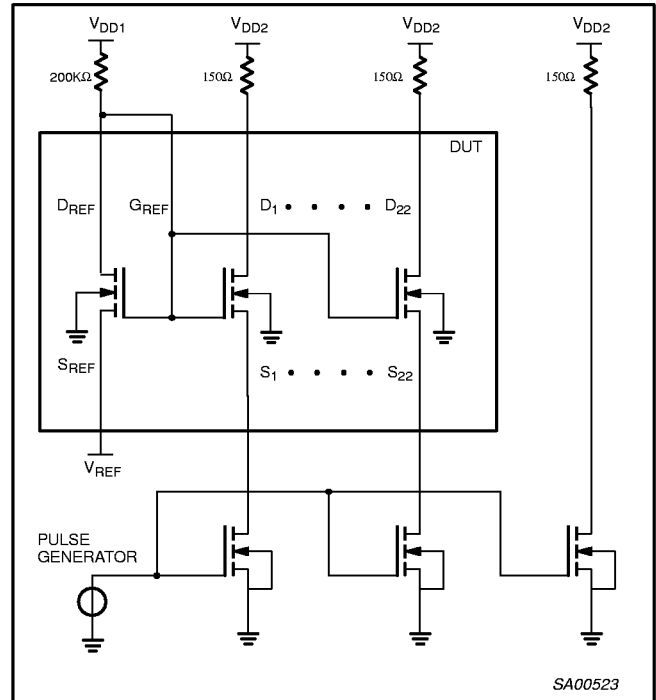 VDD1 VDD2 VDD2 VDD2
200KΩ 150Ω 150Ω 150Ω
DUT
DREF GREF D1 • • • • D22
SREF S1 • • • • S22
VREF
PULSE
GENERATOR
SA00523